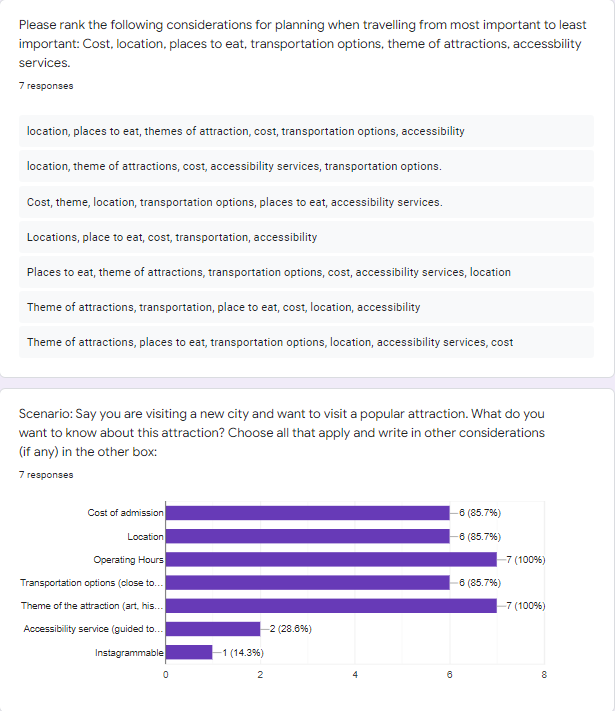 Please rank the following considerations for planning when travelling from most important to least
important: Cost, location, places to eat, transportation options, theme of attractions, accessbility
services.
7 responses
location, places to eat, themes of attraction, cost, transportation options, accessibility
location, theme of attractions, cost, accessibility services, transportation options.
Cost, theme, location, transportation options, places to eat, accessibility services.
Locations, place to eat, cost, transportation, accessibility
Places to eat, theme of attractions, transportation options, cost, accessibility services, location
Theme of attractions, transportation, place to eat, cost, location, accessibility
Theme of attractions, places to eat, transportation options, location, accessibility services, cost
Scenario: Say you are visiting a new city and want to visit a popular attraction. What do you
want to know about this attraction? Choose all that apply and write in other considerations
(if any) in the other box:
7 responses
Cost of admission 6 (85.7%)
Location 6 (85.7%)
Operating Hours 7 (100%)
Transportation options (close to... 6 (85.7%)
Theme of the attraction (art, his... 7 (100%)
Accessibility service (guided to... 2 (28.6%)
Instagrammable 1 (14.3%)
0 2 4 6 8